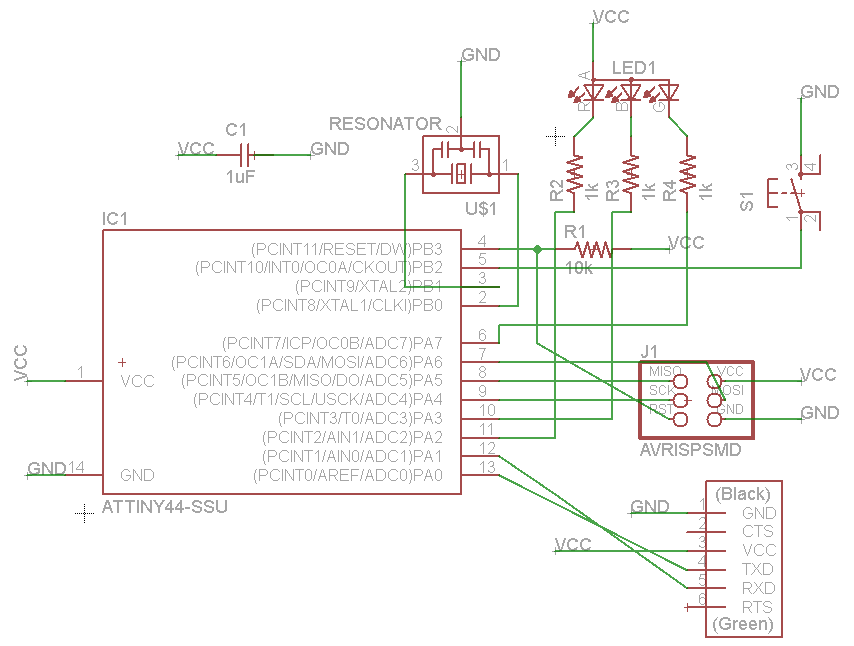 VCC
GND
LED1
A
R
B
G
GND
C1
RESONATOR
2
VCC
GND
1uF
3
1
U$1
R2
1k
R3
1k
R4
1k
S1
3
4
1
2
IC1
R1
VCC
10k
(PCINT11/RESET/DW)PB3
4
(PCINT10/INT0/OC0A/CKOUT)PB2
5
(PCINT9/XTAL2)PB1
3
(PCINT8/XTAL1/CLKI)PB0
2
(PCINT7/ICP/OC0B/ADC7)PA7
6
(PCINT6/OC1A/SDA/MOSI/ADC6)PA6
7
(PCINT5/OC1B/MISO/DO/ADC5)PA5
8
(PCINT4/T1/SCL/USCK/ADC4)PA4
9
(PCINT3/T0/ADC3)PA3
10
(PCINT2/AIN1/ADC2)PA2
11
(PCINT1/AIN0/ADC1)PA1
12
(PCINT0/AREF/ADC0)PA0
13
VCC
1
VCC
GND
14
GND
ATTINY44-SSU
J1
MISO
VCC
SCK
MOSI
RST
GND
VCC
GND
AVRISPSMD
(Black)
GND
1
GND
2
CTS
VCC
3
VCC
4
TXD
5
RXD
6
RTS
(Green)